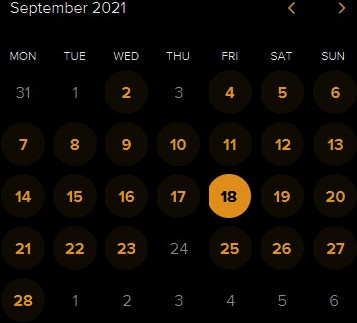 September 2021 < >
MON TUE WED THU FRI SAT SUN
31 1 2 3 4 5 6
7 8 9 10 11 12 13
14 15 16 17 18 19 20
21 22 23 24 25 26 27
28 1 2 3 4 5 6